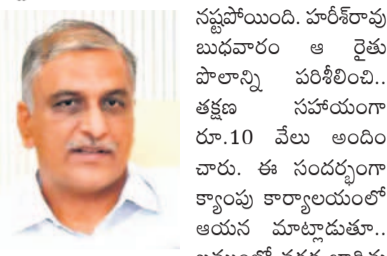 నష్టపోయింది. హరీశ్‌రావు
బుధవారం ఆ రైతు
పొలాన్ని పరిశీలించి..
తక్షణ సహాయంగా
రూ.10 వేలు అందిం
చారు. ఈ సందర్భంగా
క్యాంపు కార్యాలయంలో
ఆయన మాట్లాడుతూ..